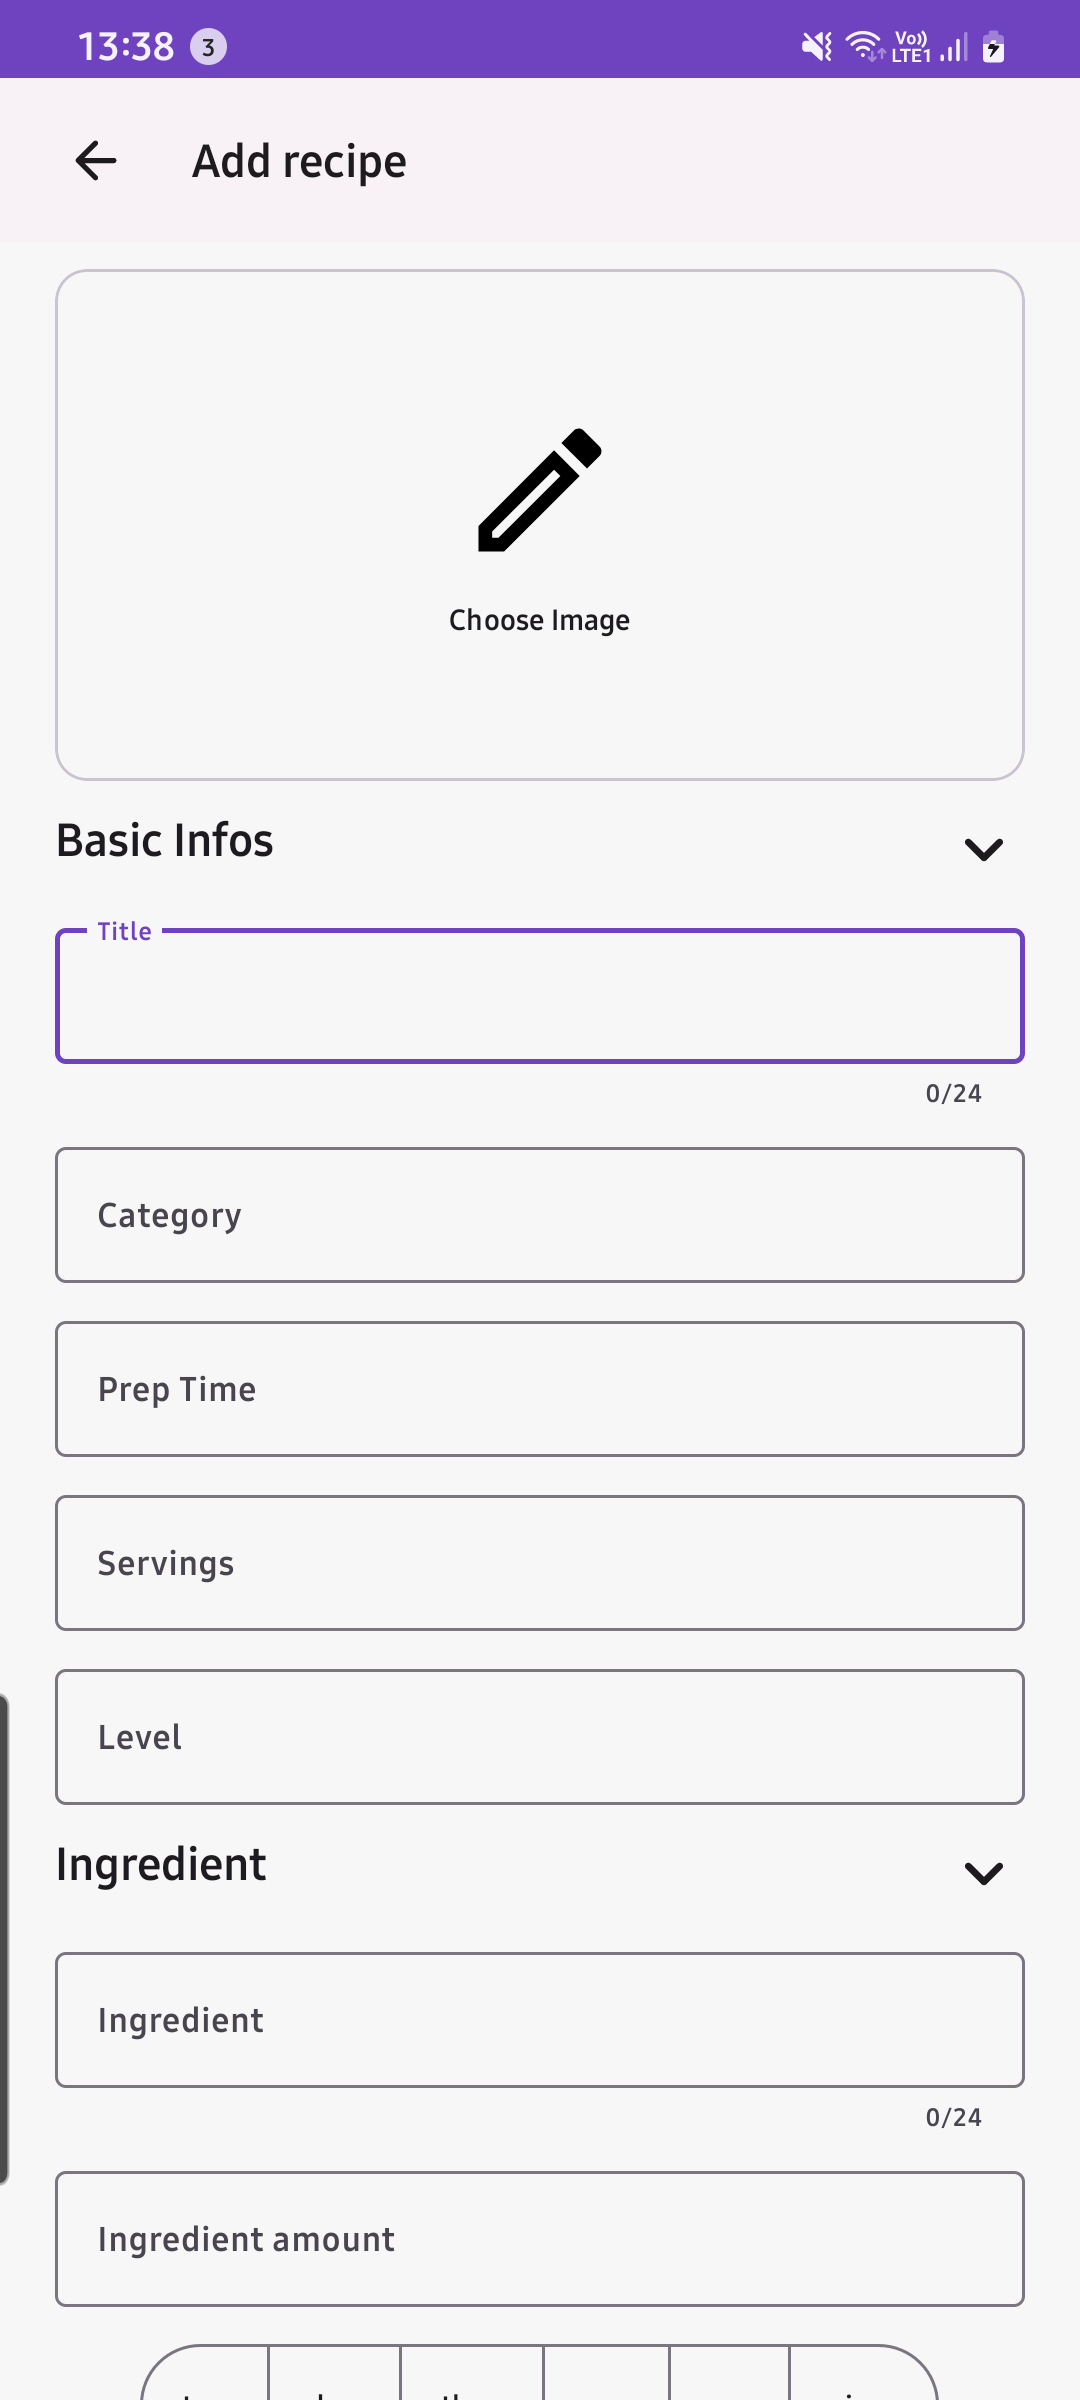 13:38 3 Vo)) LTE1
Add recipe
Choose Image
Basic Infos
Title
0/24
Category
Prep Time
Servings
Level
Ingredient
Ingredient
0/24
Ingredient amount